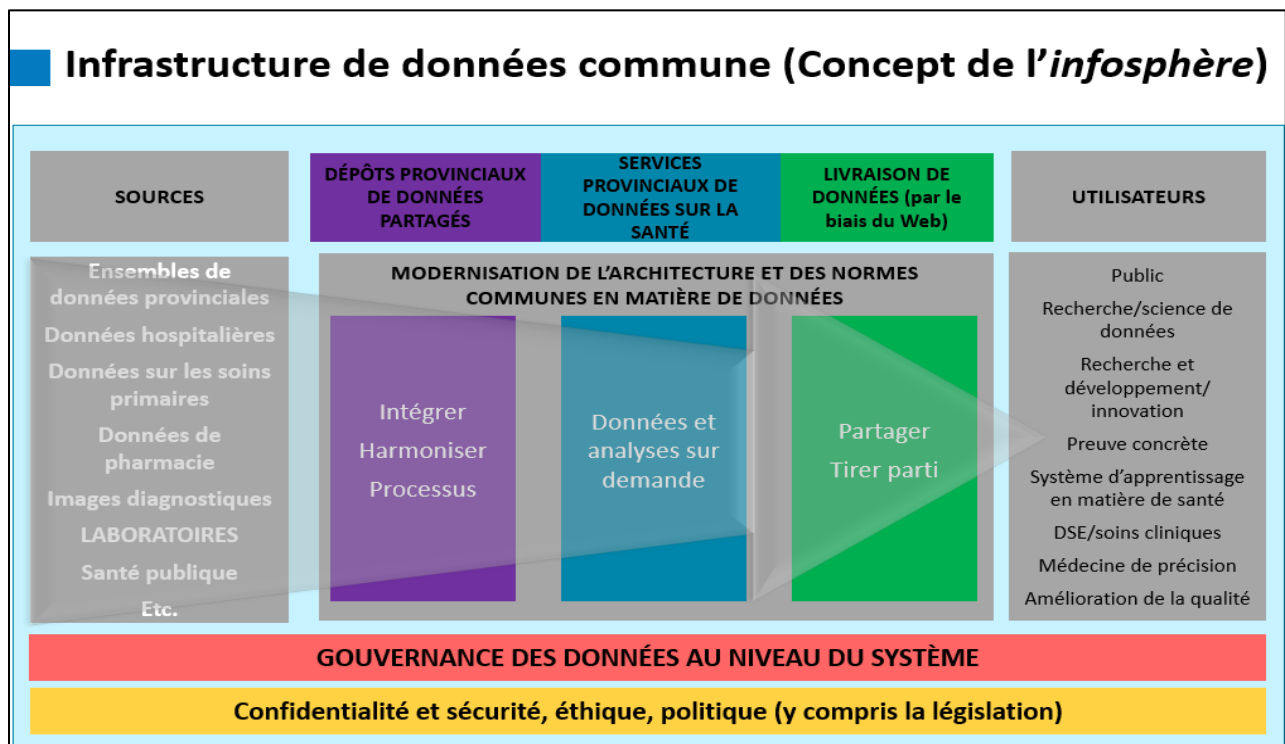 Infrastructure de données commune (Concept de l’infosphère)
SOURCES
DÉPÔTS PROVINCIAUX
DE DONNÉES
PARTAGÉS
SERVICES
PROVINCIAUX DE
DONNÉES SUR LA
SANTÉ
LIVRAISON DE
DONNÉES (par le
biais du Web)
UTILISATEURS
Ensembles de
données provinciales
Données hospitalières
Données sur les soins
primaires
Données de
pharmacie
Images diagnostiques
LABORATOIRES
Santé publique
Etc.
MODERNISATION DE L’ARCHITECTURE ET DES NORMES
COMMUNES EN MATIÈRE DE DONNÉES
Intégrer
Harmoniser
Processus
Données et
analyses sur
demande
Partager
Tirer parti
Public
Recherche/science de
données
Recherche et
développement/
innovation
Preuve concrète
Système d’apprentissage
en matière de santé
DSE/soins cliniques
Médecine de précision
Amélioration de la qualité
GOUVERNANCE DES DONNÉES AU NIVEAU DU SYSTÈME
Confidentialité et sécurité, éthique, politique (y compris la législation)